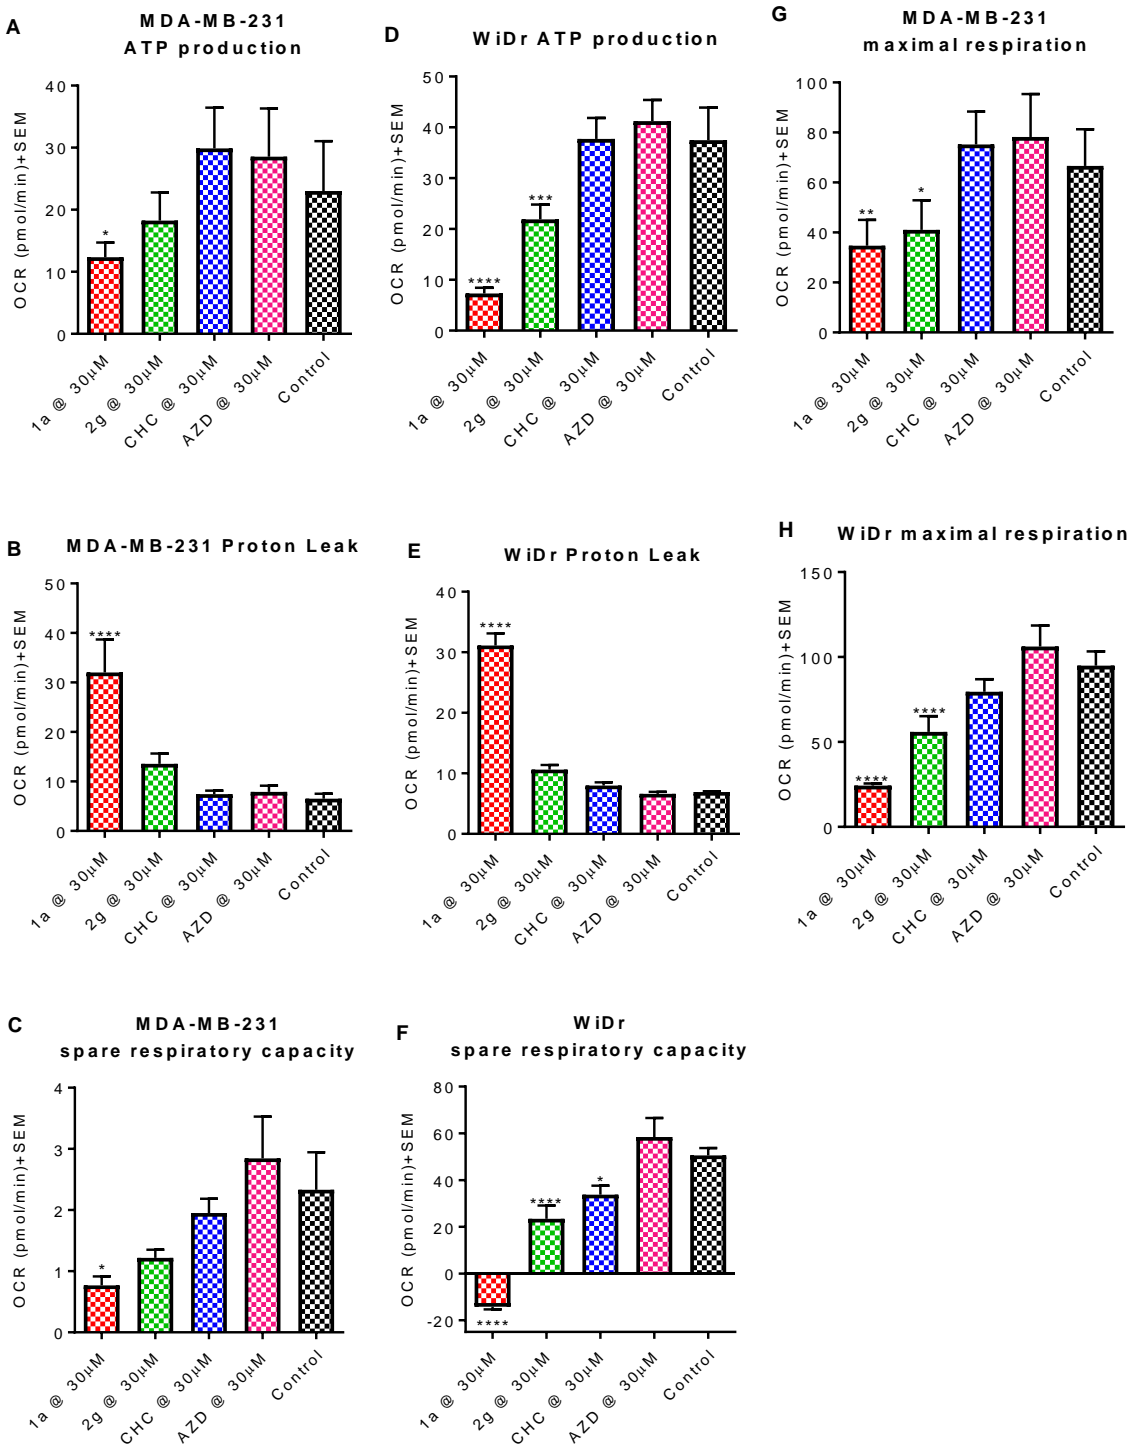 A
MDA-MB-231
ATP production
OCR (pmol/min)+SEM
40
30
20
10
0
*
1a @ 30µM
2g @ 30µM
CHC @ 30µM
AZD @ 30µM
Control
D
WiDr ATP production
OCR (pmol/min)+SEM
50
40
30
20
10
0
****
***
1a @ 30µM
2g @ 30µM
CHC @ 30µM
AZD @ 30µM
Control
G
MDA-MB-231
maximal respiration
OCR (pmol/min)+SEM
100
80
60
40
20
0
**
*
1a @ 30µM
2g @ 30µM
CHC @ 30µM
AZD @ 30µM
Control
B
MDA-MB-231 Proton Leak
OCR (pmol/min)+SEM
50
40
30
20
10
0
****
1a @ 30µM
2g @ 30µM
CHC @ 30µM
AZD @ 30µM
Control
E
WiDr Proton Leak
OCR (pmol/min)+SEM
40
30
20
10
0
****
1a @ 30µM
2g @ 30µM
CHC @ 30µM
AZD @ 30µM
Control
H
WiDr maximal respiration
OCR (pmol/min)+SEM
150
100
50
0
****
****
1a @ 30µM
2g @ 30µM
CHC @ 30µM
AZD @ 30µM
Control
C
MDA-MB-231
spare respiratory capacity
OCR (pmol/min)+SEM
4
3
2
1
0
*
1a @ 30µM
2g @ 30µM
CHC @ 30µM
AZD @ 30µM
Control
F
WiDr
spare respiratory capacity
OCR (pmol/min)+SEM
80
60
40
20
0
-20
****
****
*
1a @ 30µM
2g @ 30µM
CHC @ 30µM
AZD @ 30µM
Control